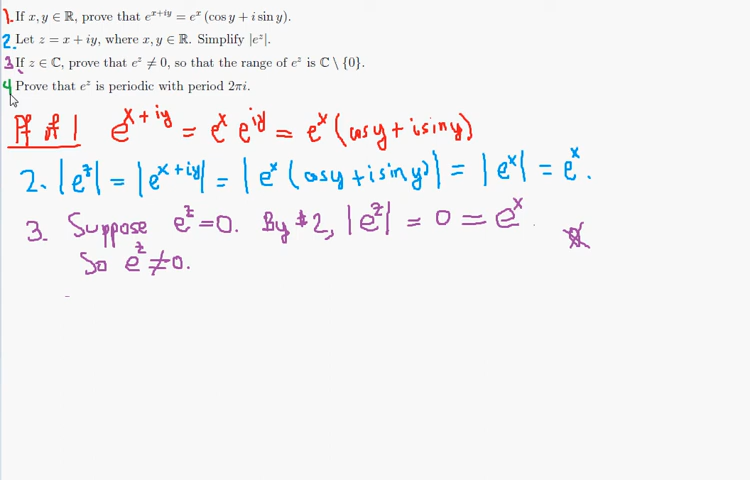 1. If x, y ∈ ℝ, prove that e^{x+iy} = e^x (cos y + i sin y).
2. Let z = x + iy, where x, y ∈ ℝ. Simplify |e^z|.
3 If z ∈ ℂ, prove that e^z ≠ 0, so that the range of e^z is ℂ \ {0}.
4 Prove that e^z is periodic with period 2πi.
Pf of 1 e^{x+iy} = e^x e^{iy} = e^x (cos y + i sin y)
2. |e^z| = |e^{x+iy}| = |e^x (cos y + i sin y)| = |e^x| = e^x.
3. Suppose e^z = 0. By #2, |e^z| = 0 = e^x.
So e^z ≠ 0.